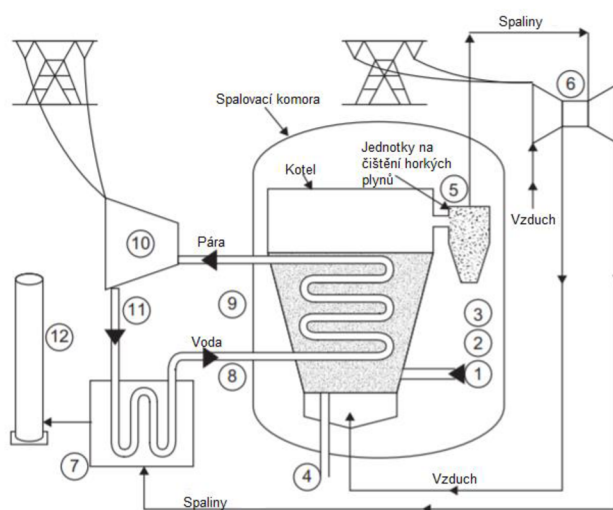 Spaliny
6
Spalovací komora
Jednotky na
čištění horkých
plynů
Kotel
5
Vzduch
10
Pára
11
9
3
12
Voda
2
8
1
7
4
Vzduch
Spaliny